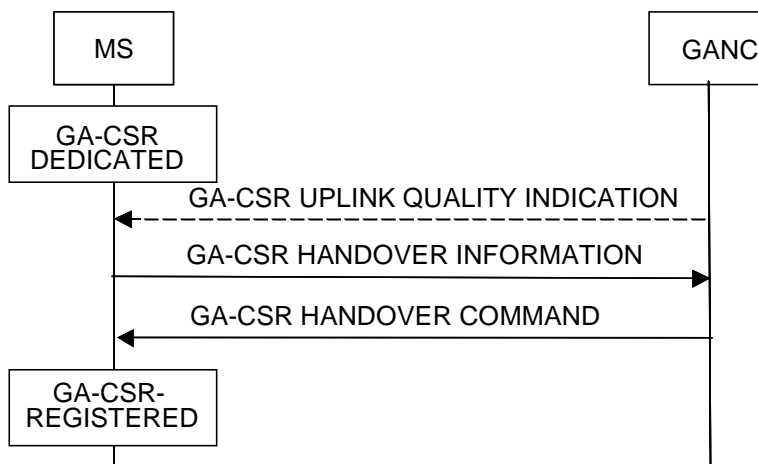 MS
GANC
GA-CSR
DEDICATED
GA-CSR UPLINK QUALITY INDICATION
GA-CSR HANDOVER INFORMATION
GA-CSR HANDOVER COMMAND
GA-CSR-
REGISTERED